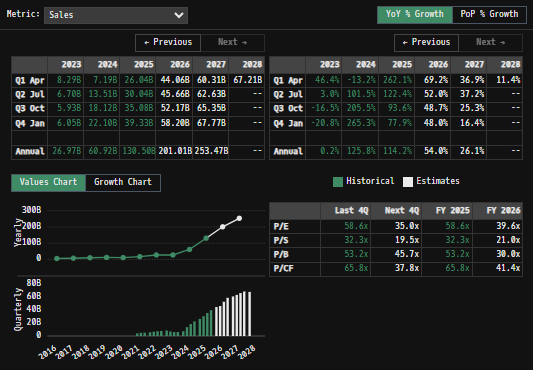 Metric: Sales YoY % Growth PoP % Growth
← Previous Next → ← Previous Next →
2023 2024 2025 2026 2027 2028 2023 2024 2025 2026 2027 2028
Q1 Apr 8.29B 7.19B 26.04B 44.06B 60.31B 67.21B Q1 Apr 46.4% -13.2% 262.1% 69.2% 36.9% 11.4%
Q2 Jul 6.70B 13.51B 30.04B 45.66B 62.63B -- Q2 Jul 3.0% 101.5% 122.4% 52.0% 37.2% --
Q3 Oct 5.93B 18.12B 35.08B 52.17B 65.35B -- Q3 Oct -16.5% 205.5% 93.6% 48.7% 25.3% --
Q4 Jan 6.05B 22.10B 39.33B 58.20B 67.77B -- Q4 Jan -20.8% 265.3% 77.9% 48.0% 16.4% --
Annual 26.97B 60.92B 130.50B 201.01B 253.47B -- Annual 0.2% 125.8% 114.2% 54.0% 26.1% --
Values Chart Growth Chart Historical Estimates
Yearly
300B
200B
100B
0
Quarterly
80B
60B
40B
20B
0
2016 2017 2018 2019 2020 2021 2022 2023 2024 2025 2026 2027 2028
Last 4Q Next 4Q FY 2025 FY 2026
P/E 58.6x 35.0x 58.6x 39.6x
P/S 32.3x 19.5x 32.3x 21.0x
P/B 53.2x 45.7x 53.2x 30.0x
P/CF 65.8x 37.8x 65.8x 41.4x